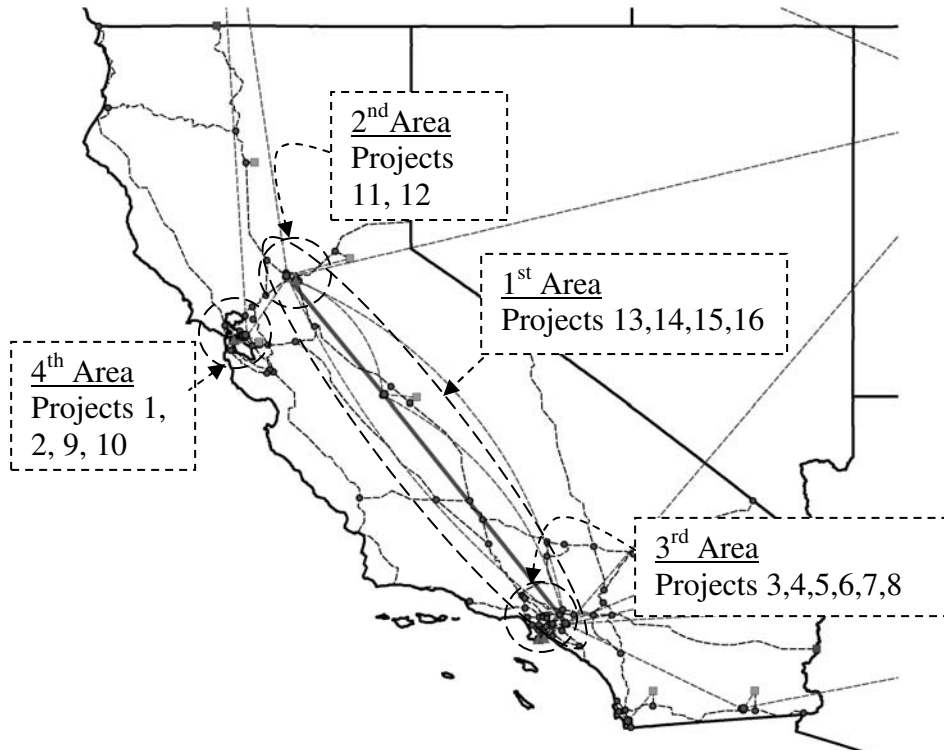 2nd Area
Projects
11, 12
1st Area
Projects 13,14,15,16
4th Area
Projects 1,
2, 9, 10
3rd Area
Projects 3,4,5,6,7,8